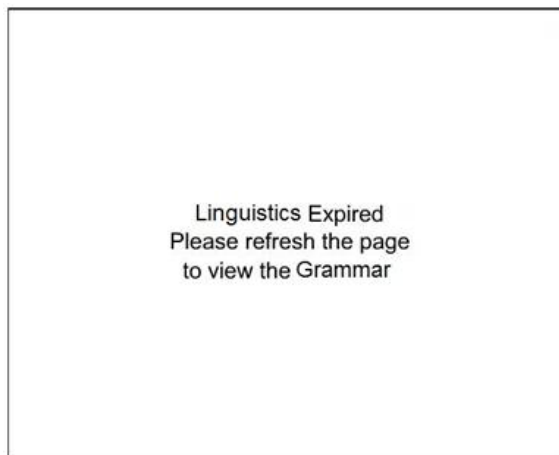 Linguistics Expired
Please refresh the page
to view the Grammar